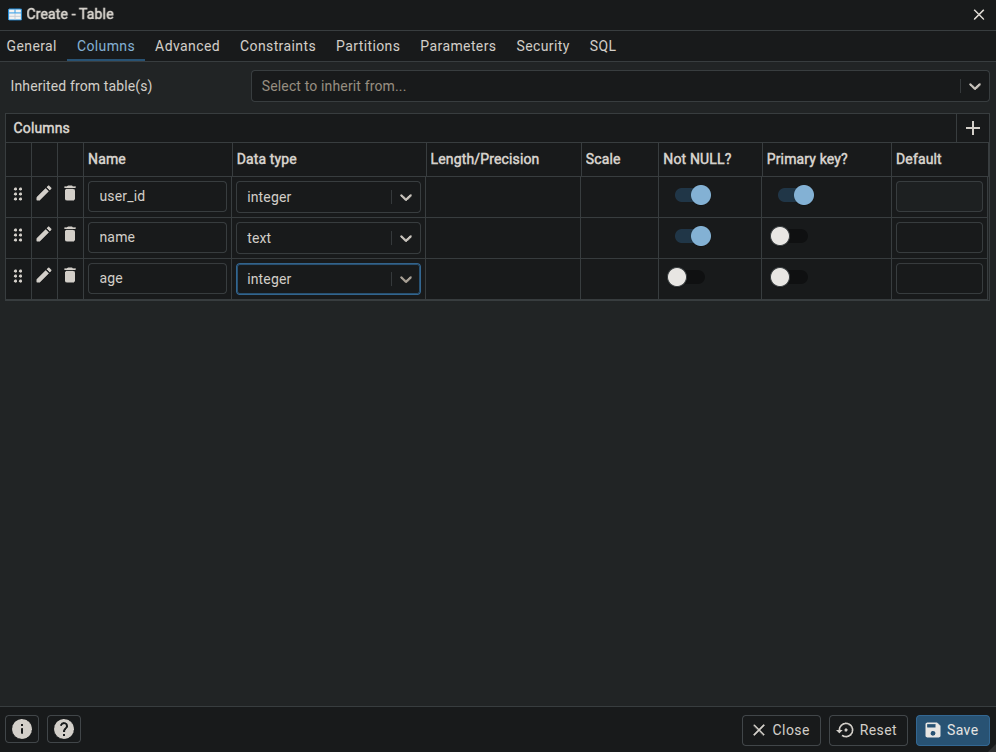 Create - Table
General Columns Advanced Constraints Partitions Parameters Security SQL
Inherited from table(s) Select to inherit from...
Columns
Name Data type Length/Precision Scale Not NULL? Primary key? Default
user_id integer
name text
age integer
Close Reset Save